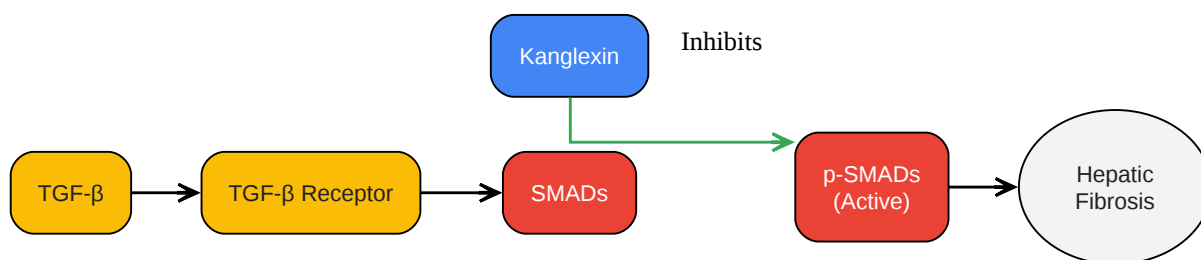 Kanglexin
Inhibits
TGF-β
TGF-β Receptor
SMADs
p-SMADs
(Active)
Hepatic
Fibrosis